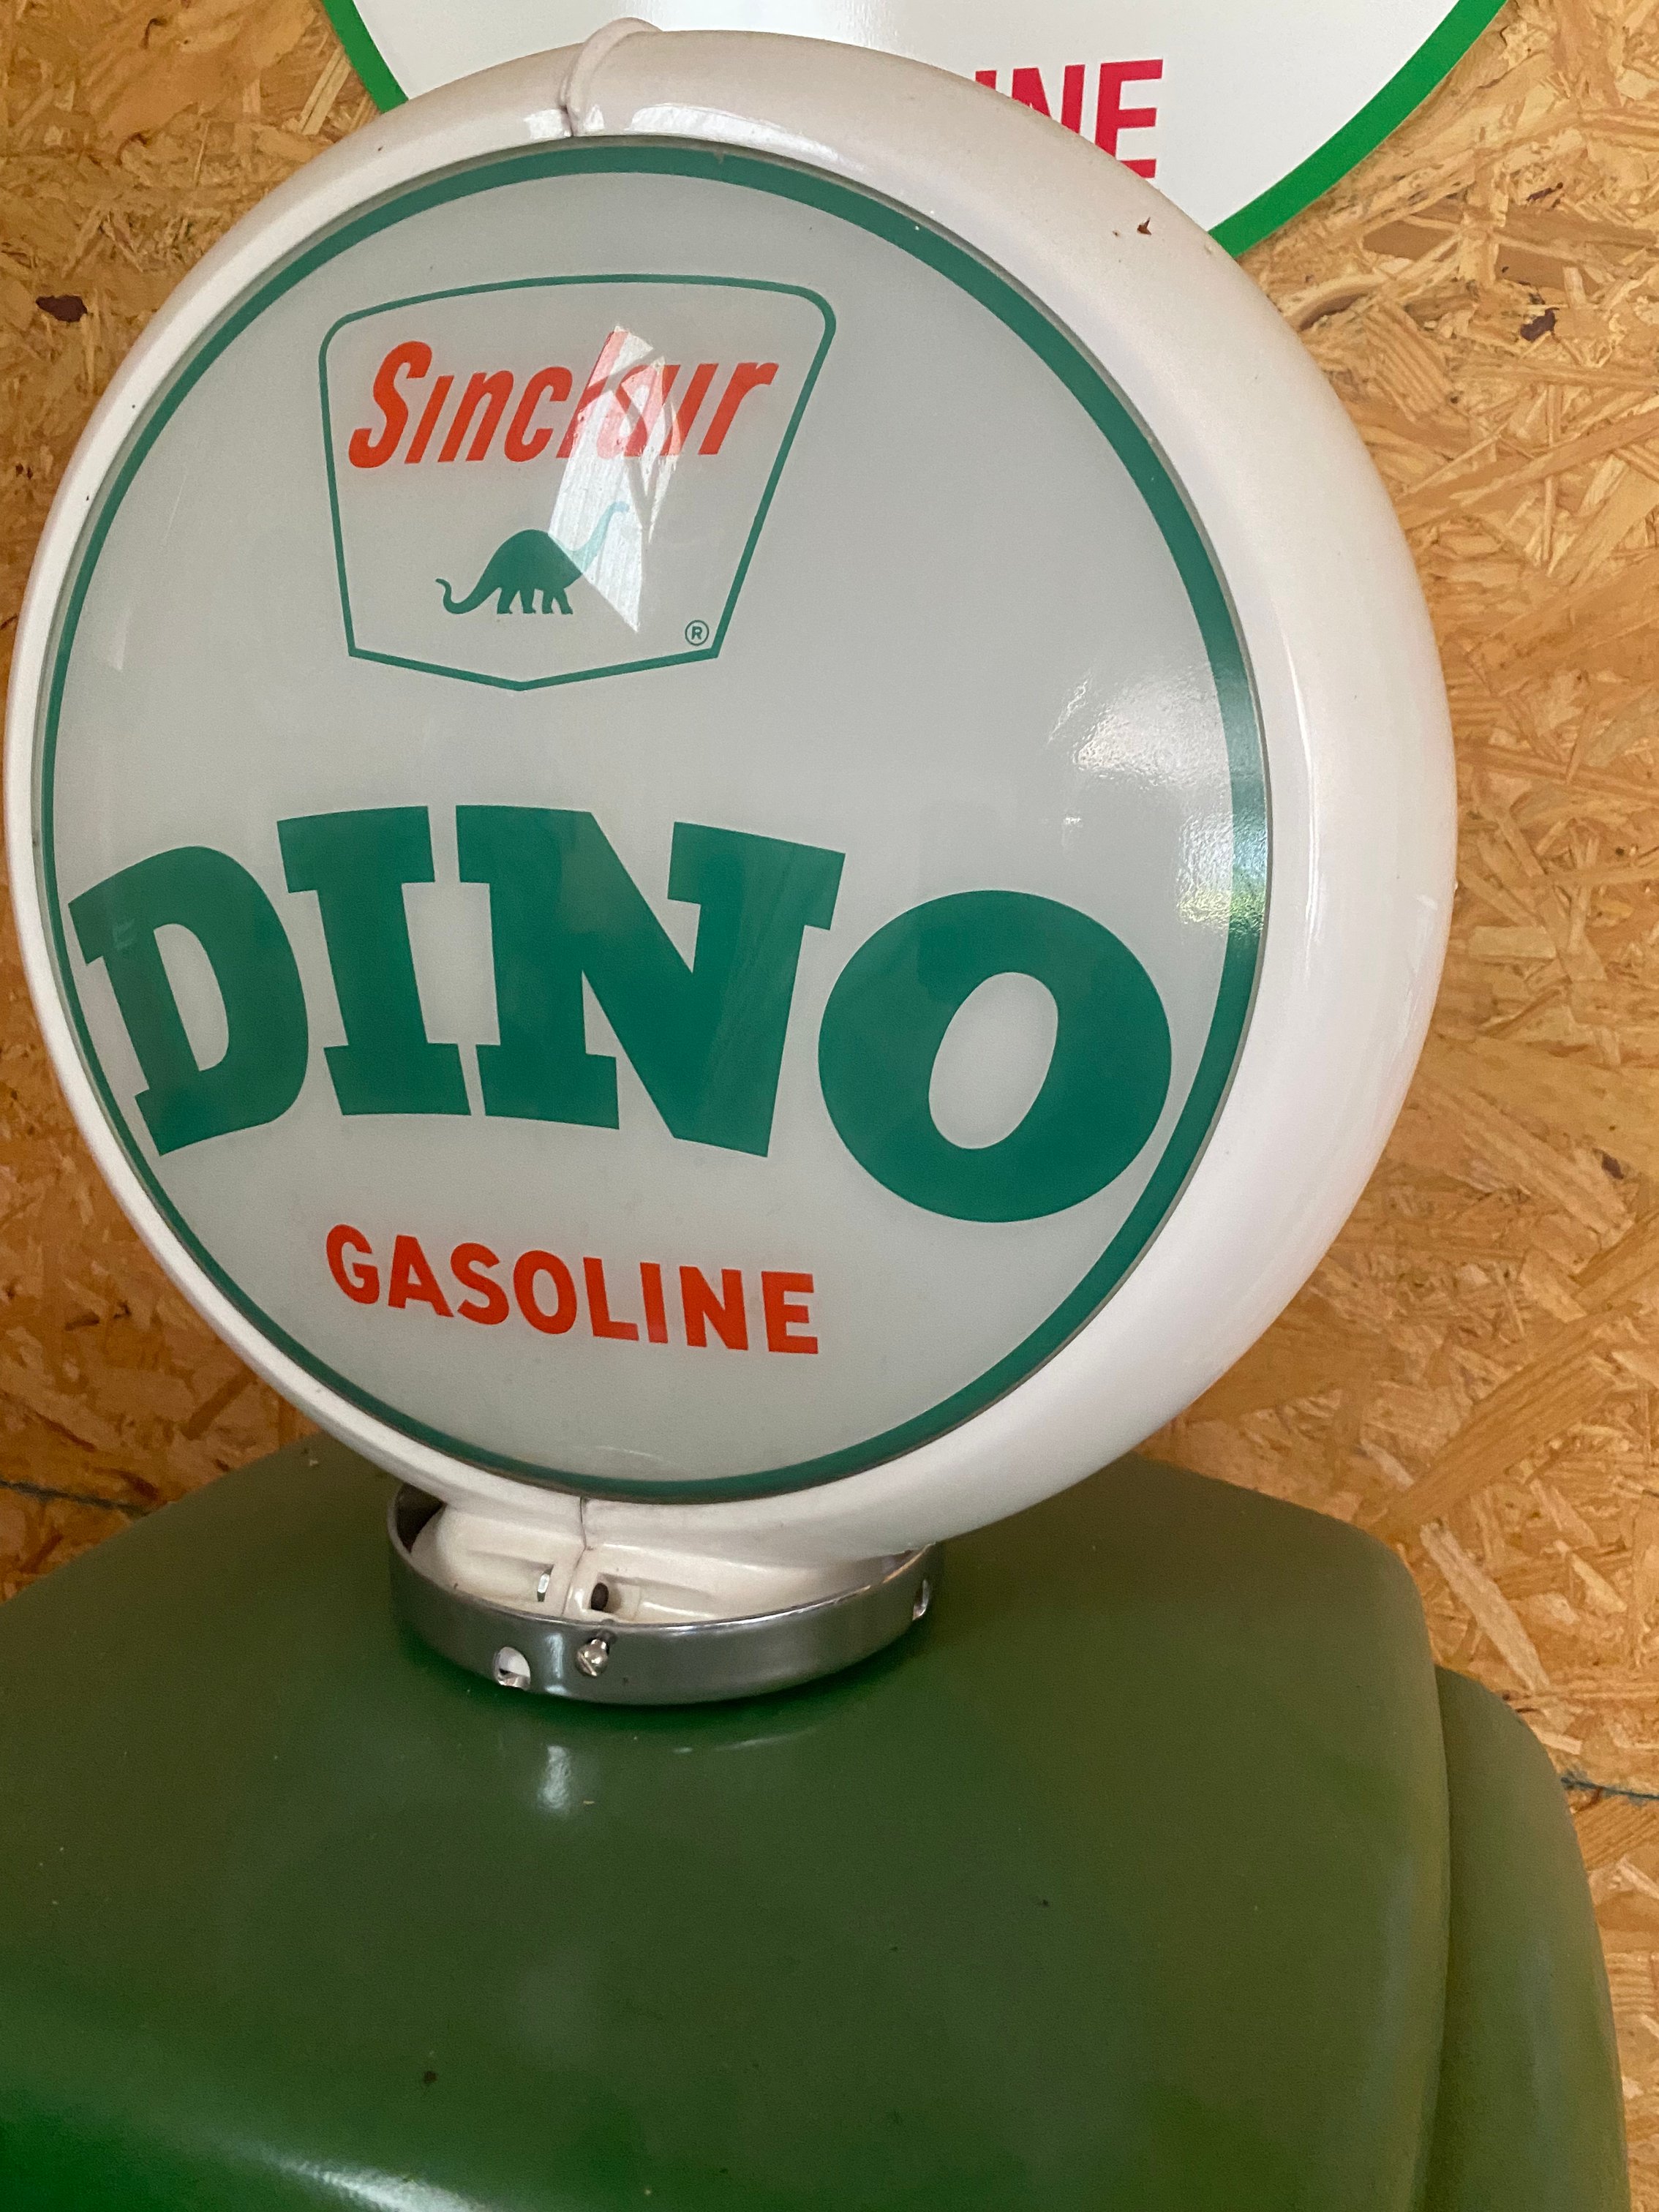 INE
Sinclair
®
DINO
GASOLINE